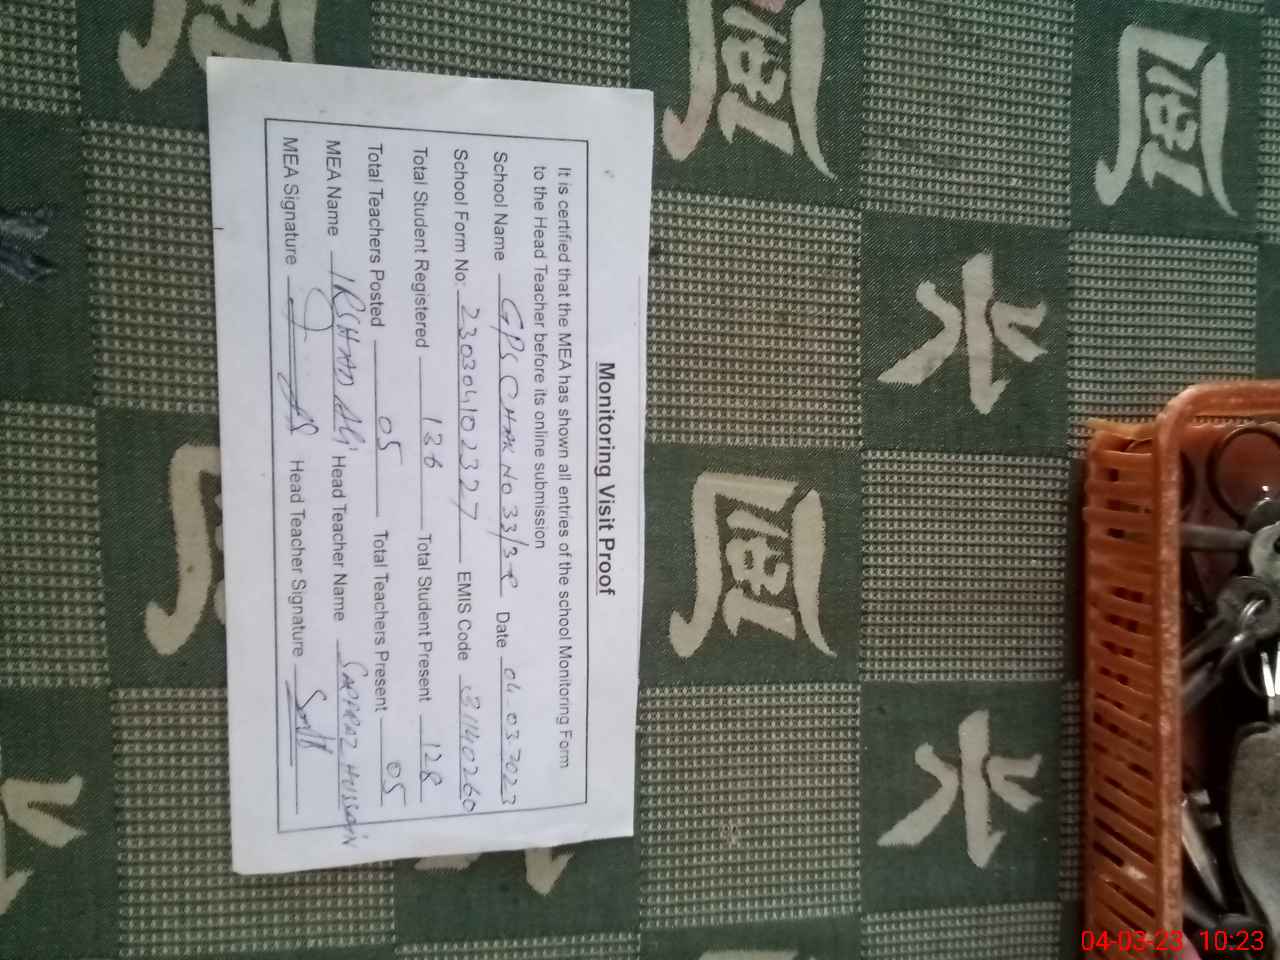 Monitoring Visit Proof
It is certified that the MEA has shown all entries of the school Monitoring Form
to the Head Teacher before its online submission
School Name GPS CHAK NO 33/3-R Date 04-03-2023
School Form No: 230304102327 EMIS Code 31140260
Total Student Registered 136 Total Student Present 128
Total Teachers Posted 05 Total Teachers Present 05
MEA Name IRSHAD Ali Head Teacher Name SARFRAZ HUSSAIN
MEA Signature Head Teacher Signature
04-03-23 10:23